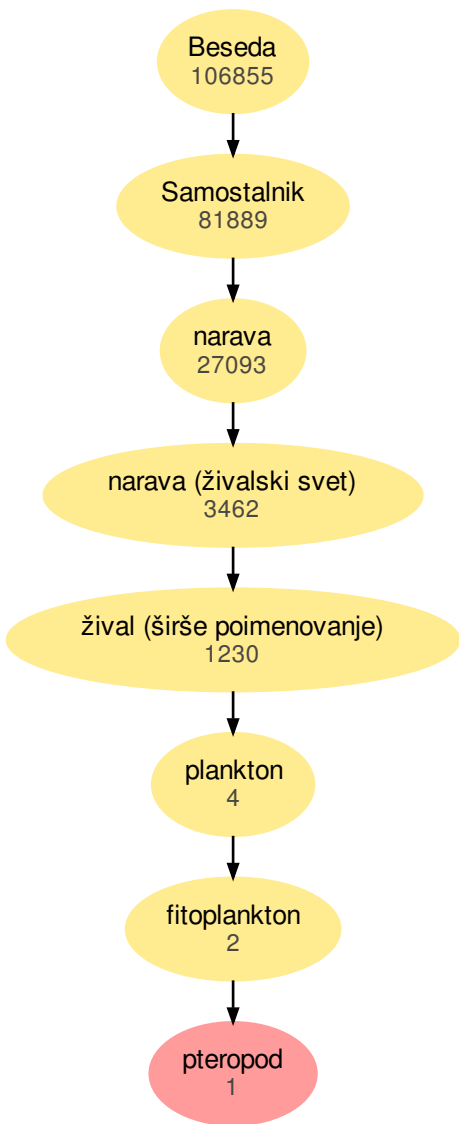 Beseda
106855
Samostalnik
81889
narava
27093
narava (živalski svet)
3462
žival (širše poimenovanje)
1230
plankton
4
fitoplankton
2
pteropod
1